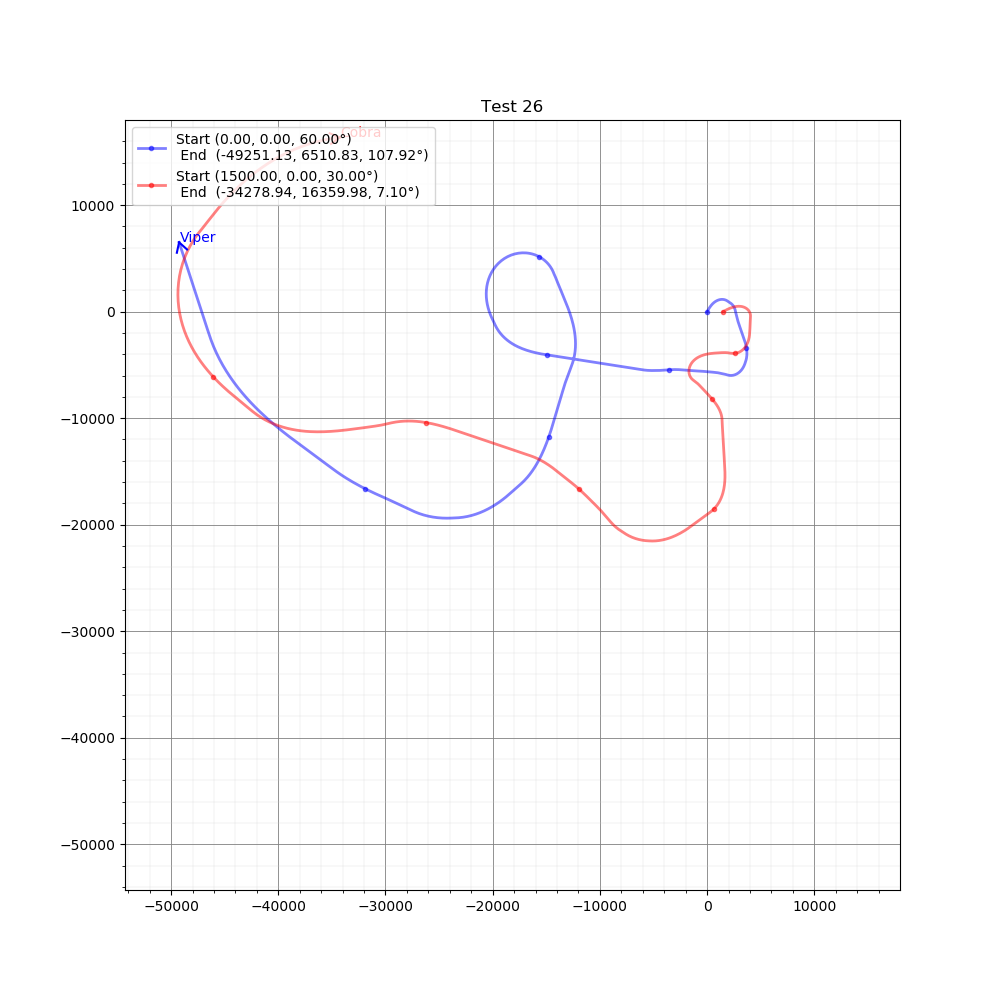 Test 26
Cobra
Start (0.00, 0.00, 60.00°)
End  (-49251.13, 6510.83, 107.92°)
Start (1500.00, 0.00, 30.00°)
End  (-34278.94, 16359.98, 7.10°)
Viper
10000
0
−10000
−20000
−30000
−40000
−50000
−50000 −40000 −30000 −20000 −10000 0 10000